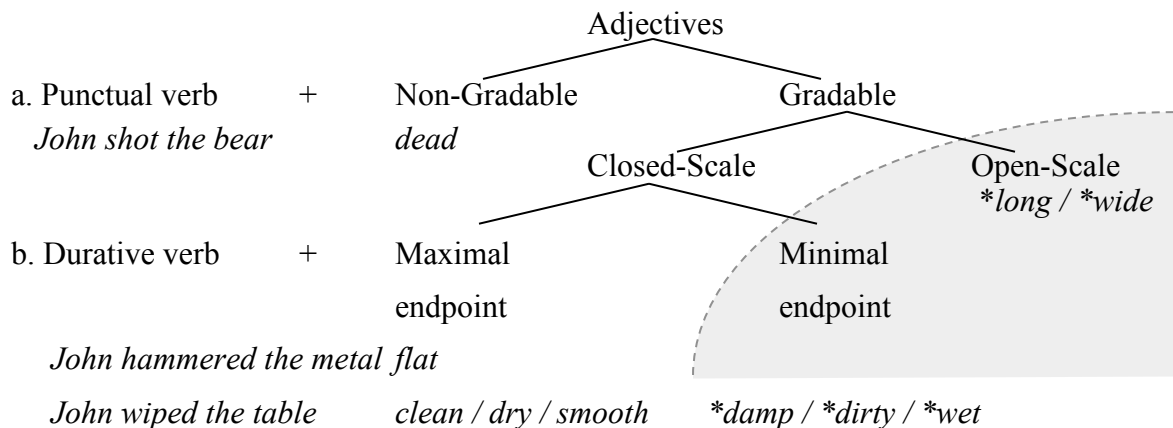 Adjectives
a. Punctual verb + Non-Gradable Gradable
John shot the bear dead
Closed-Scale Open-Scale
*long / *wide
b. Durative verb + Maximal Minimal
endpoint endpoint
John hammered the metal flat
John wiped the table clean / dry / smooth *damp / *dirty / *wet